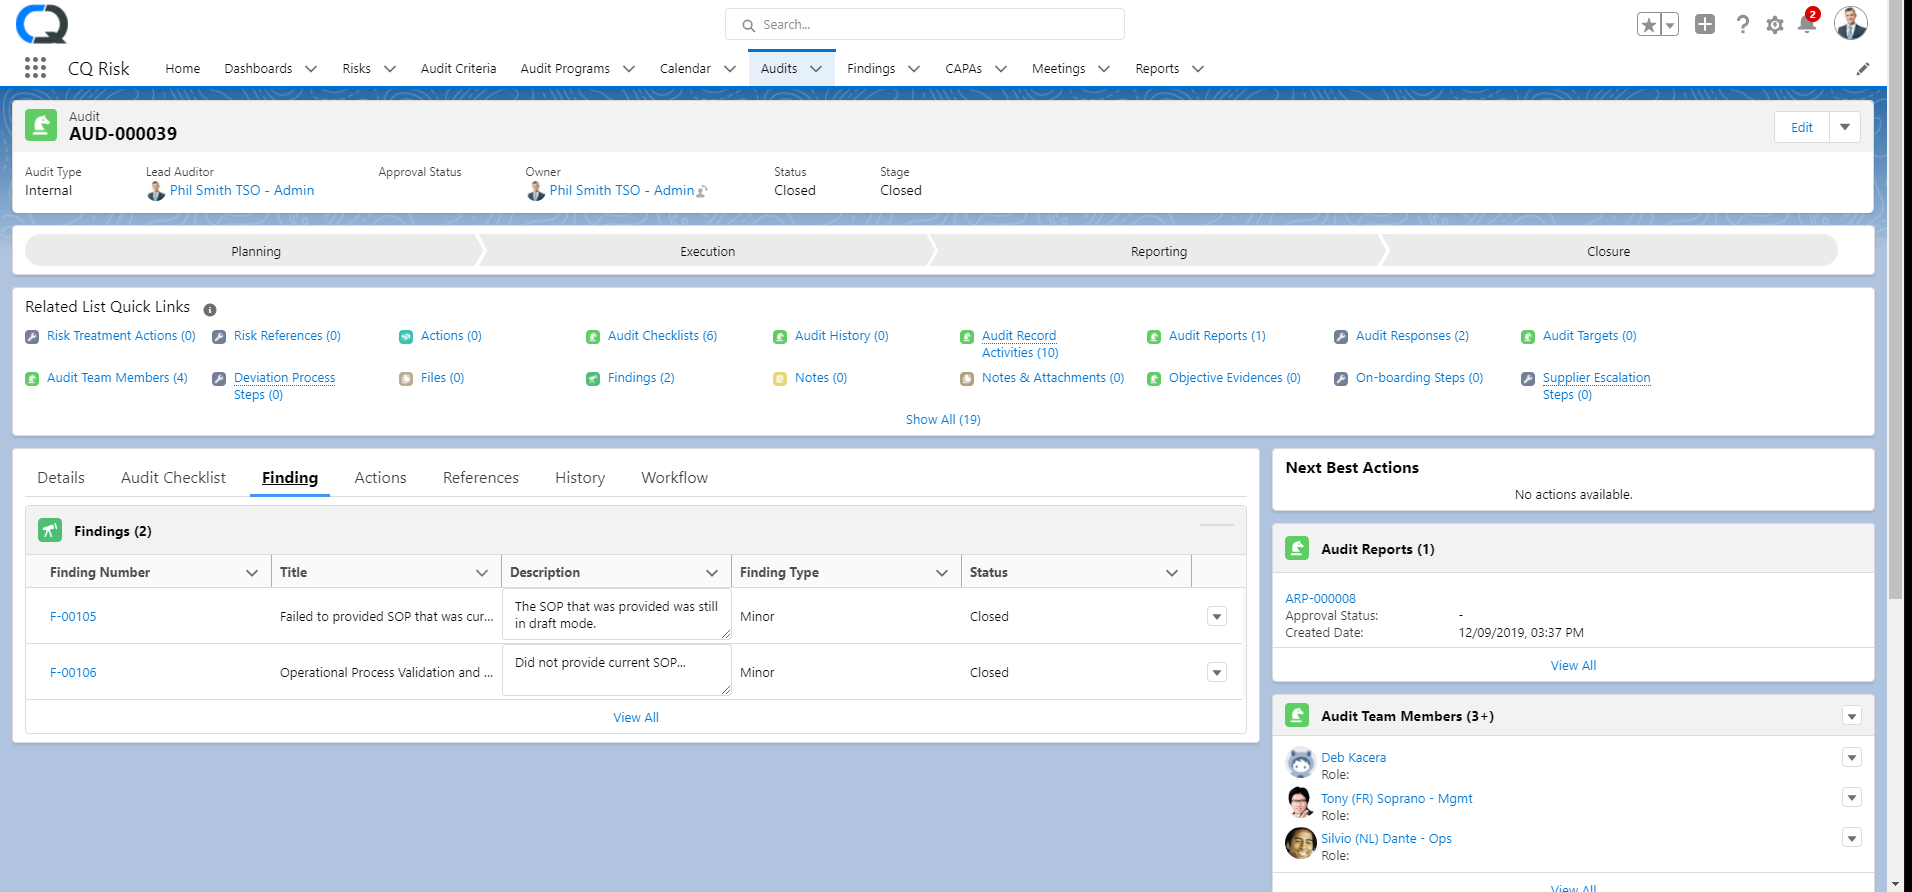 Search...
2
CQ Risk
Home
Dashboards
Risks
Audit Criteria
Audit Programs
Calendar
Audits
Findings
CAPAs
Meetings
Reports
Audit
AUD-000039
Edit
Audit Type
Internal
Lead Auditor
Phil Smith TSO - Admin
Approval Status
Owner
Phil Smith TSO - Admin
Status
Closed
Stage
Closed
Planning
Execution
Reporting
Closure
Related List Quick Links
Risk Treatment Actions (0)
Risk References (0)
Actions (0)
Audit Checklists (6)
Audit History (0)
Audit Record
Activities (10)
Audit Reports (1)
Audit Responses (2)
Audit Targets (0)
Audit Team Members (4)
Deviation Process
Steps (0)
Files (0)
Findings (2)
Notes (0)
Notes & Attachments (0)
Objective Evidences (0)
On-boarding Steps (0)
Supplier Escalation
Steps (0)
Show All (19)
Details
Audit Checklist
Finding
Actions
References
History
Workflow
Findings (2)
Finding Number
Title
Description
Finding Type
Status
F-00105
Failed to provided SOP that was cur...
The SOP that was provided was still
in draft mode.
Minor
Closed
F-00106
Operational Process Validation and ...
Did not provide current SOP...
Minor
Closed
View All
Next Best Actions
No actions available.
Audit Reports (1)
ARP-000008
Approval Status:
-
Created Date:
12/09/2019, 03:37 PM
View All
Audit Team Members (3+)
Deb Kacera
Role:
Tony (FR) Soprano - Mgmt
Role:
Silvio (NL) Dante - Ops
Role:
View All